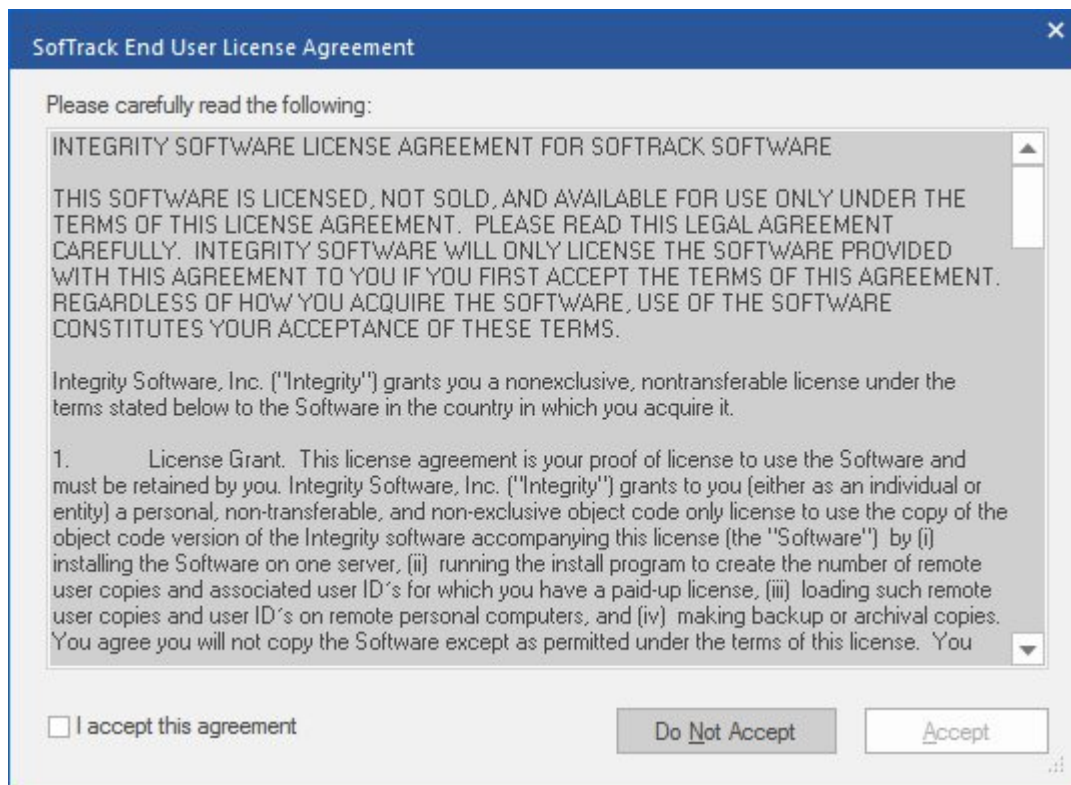 SofTrack End User License Agreement
Please carefully read the following:
INTEGRITY SOFTWARE LICENSE AGREEMENT FOR SOFTRACK SOFTWARE
THIS SOFTWARE IS LICENSED, NOT SOLD, AND AVAILABLE FOR USE ONLY UNDER THE
TERMS OF THIS LICENSE AGREEMENT.  PLEASE READ THIS LEGAL AGREEMENT
CAREFULLY.  INTEGRITY SOFTWARE WILL ONLY LICENSE THE SOFTWARE PROVIDED
WITH THIS AGREEMENT TO YOU IF YOU FIRST ACCEPT THE TERMS OF THIS AGREEMENT.
REGARDLESS OF HOW YOU ACQUIRE THE SOFTWARE, USE OF THE SOFTWARE
CONSTITUTES YOUR ACCEPTANCE OF THESE TERMS.
Integrity Software, Inc. ("Integrity") grants you a nonexclusive, nontransferable license under the
terms stated below to the Software in the country in which you acquire it.
1.          License Grant.  This license agreement is your proof of license to use the Software and
must be retained by you. Integrity Software, Inc. ("Integrity") grants to you (either as an individual or
entity) a personal, non-transferable, and non-exclusive object code only license to use the copy of the
object code version of the Integrity software accompanying this license (the "Software")  by (i)
installing the Software on one server, (ii)  running the install program to create the number of remote
user copies and associated user ID´s for which you have a paid-up license, (iii)  loading such remote
user copies and user ID´s on remote personal computers, and (iv)  making backup or archival copies.
You agree you will not copy the Software except as permitted under the terms of this license.  You
I accept this agreement
Do Not Accept
Accept